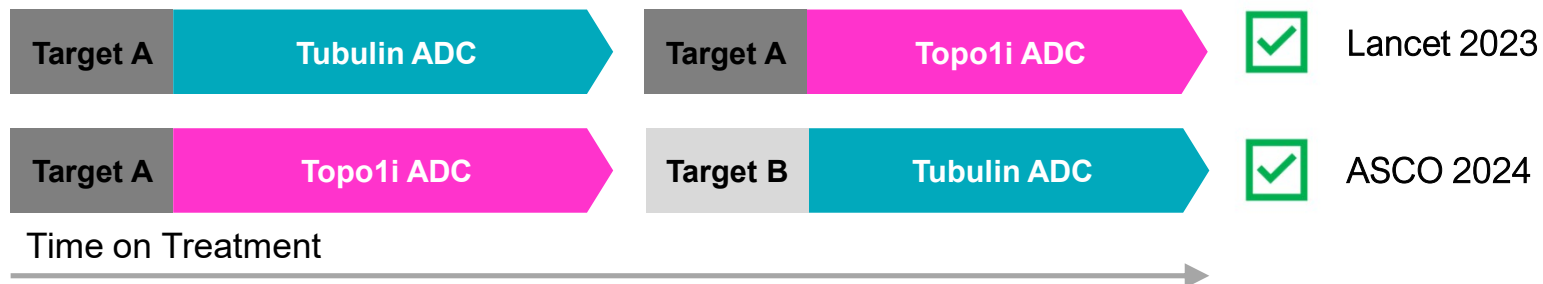 Target A Tubulin ADC Target A Topo1i ADC Lancet 2023
Target A Topo1i ADC Target B Tubulin ADC ASCO 2024
Time on Treatment